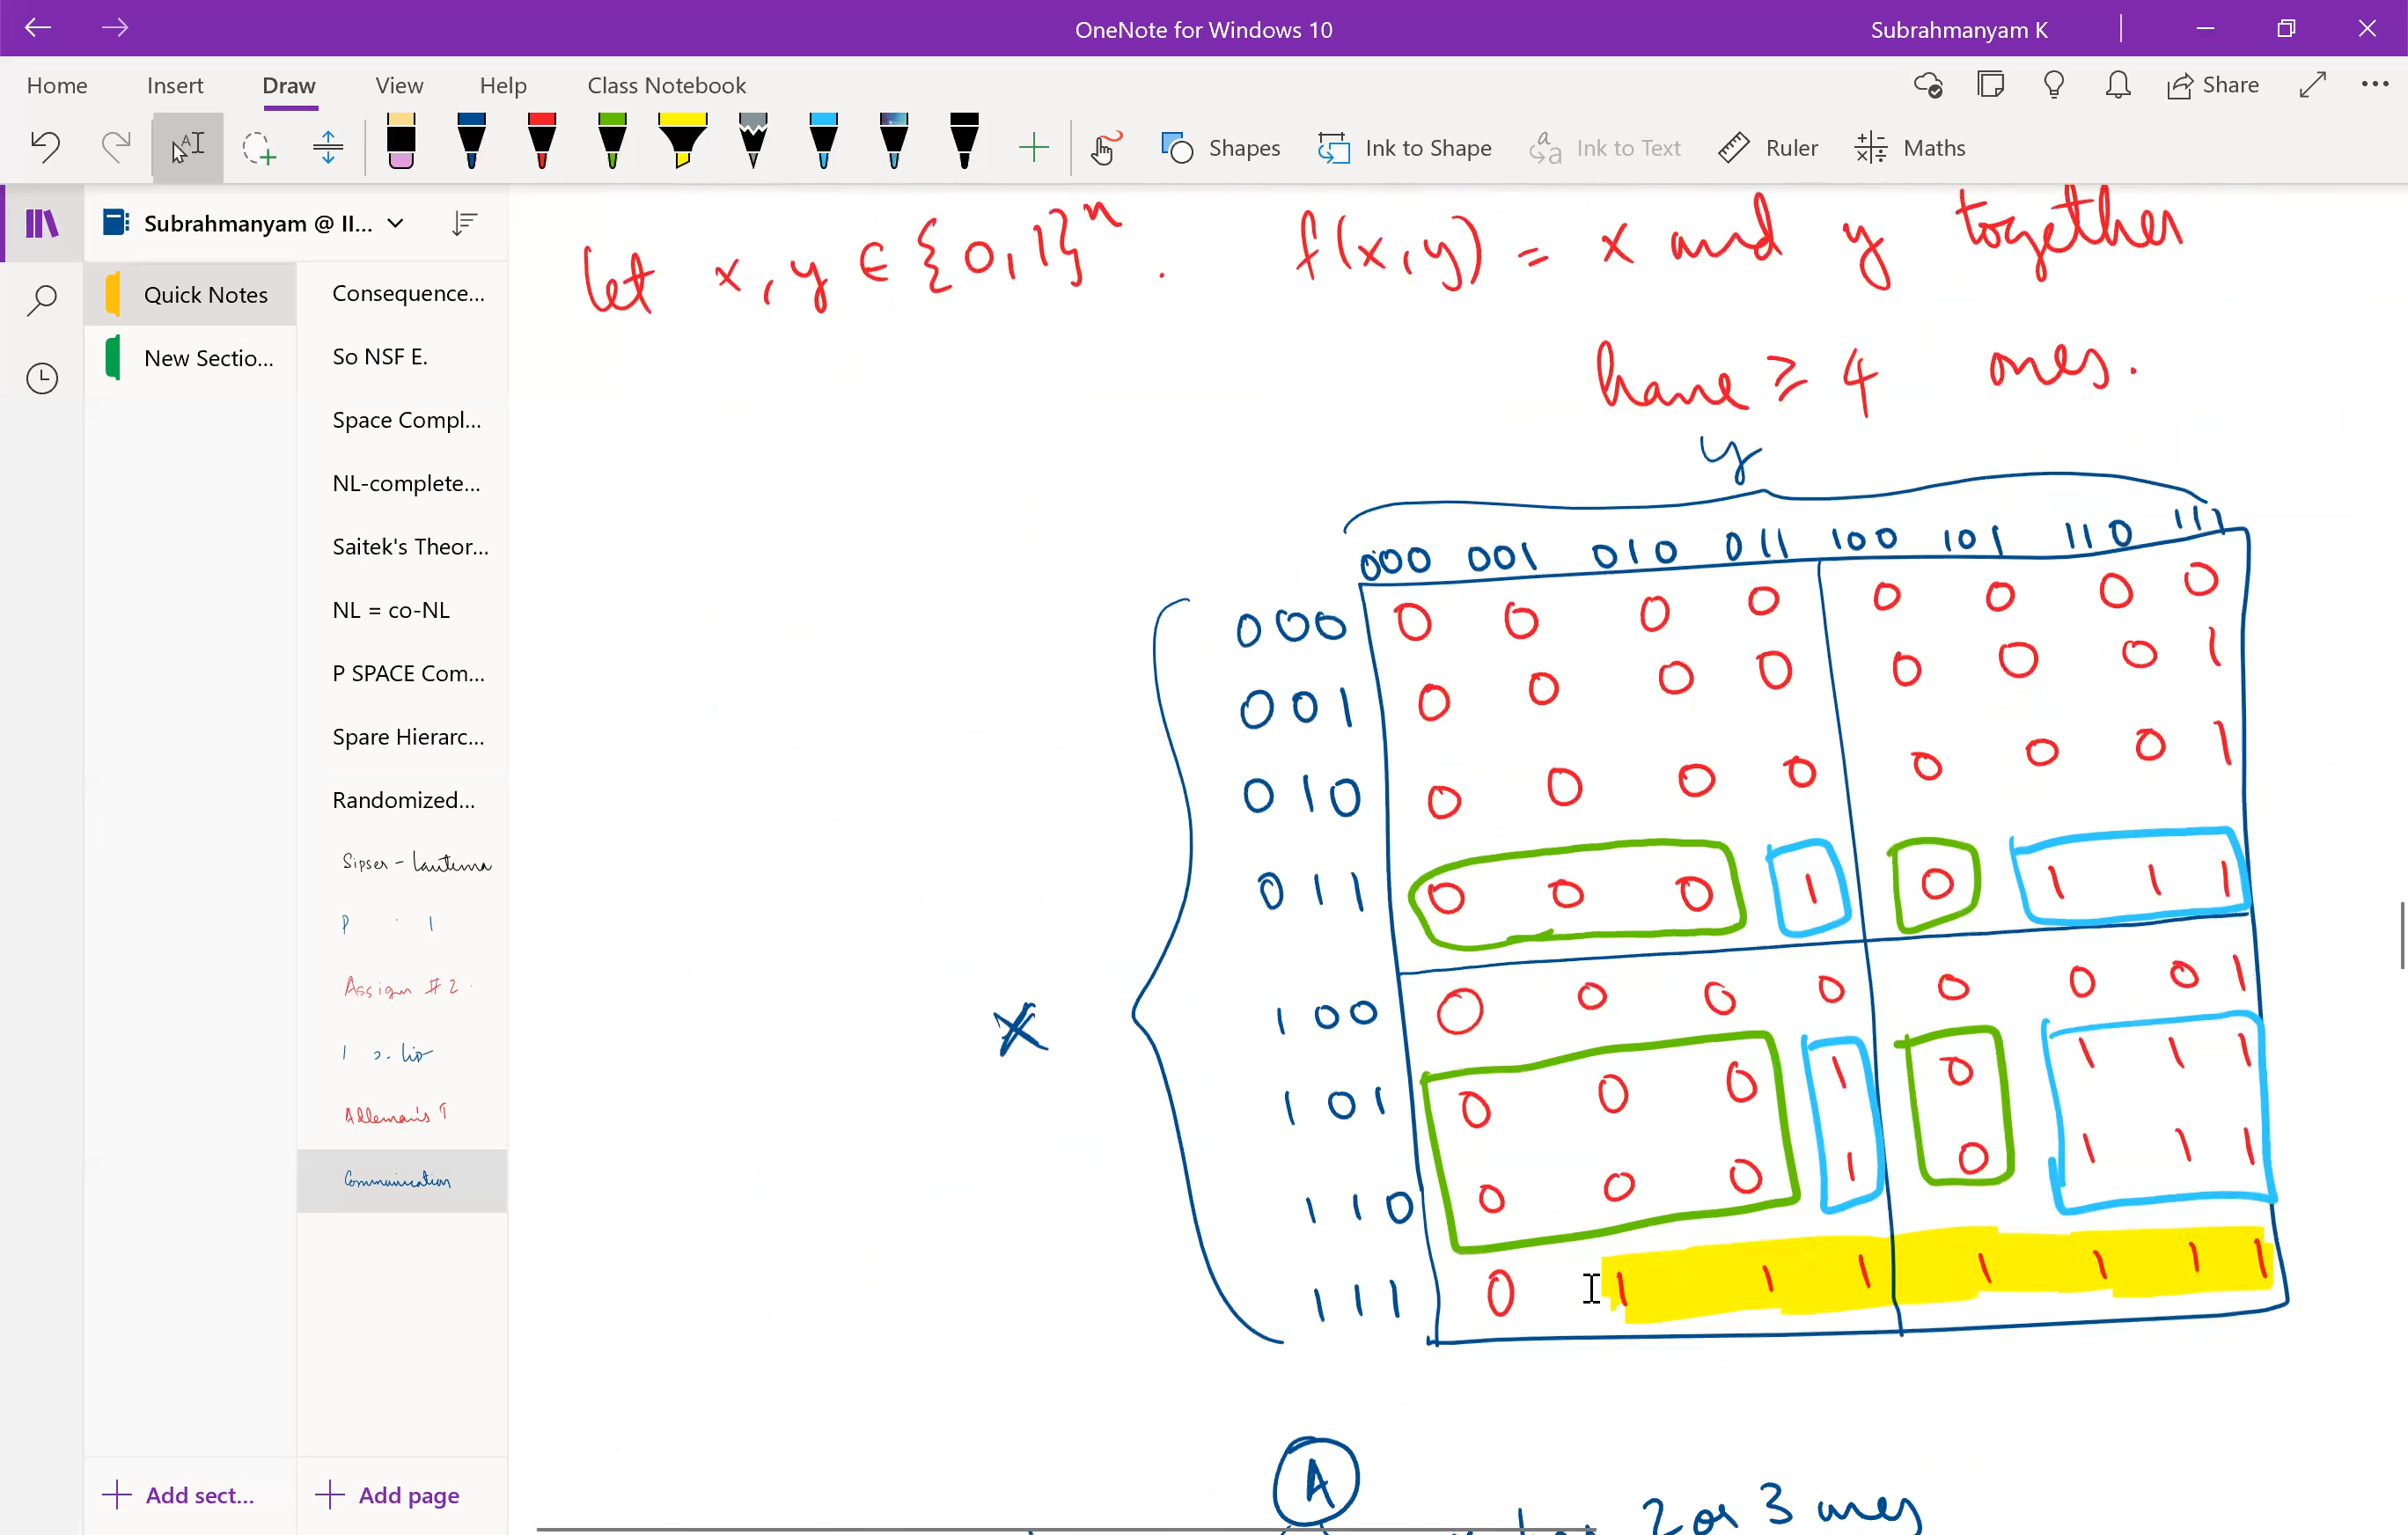 OneNote for Windows 10
Subrahmanyam K
Home Insert Draw View Help Class Notebook
Share
Shapes Ink to Shape Ink to Text Ruler Maths
Subrahmanyam @ II...
Quick Notes
New Sectio...
Consequence...
So NSF E.
Space Compl...
NL-complete...
Saitek's Theor...
NL = co-NL
P SPACE Com...
Spare Hierarc...
Randomized...
Sipser - Lautema
Assign #2
Communication
Add sect...
Add page
let x, y ∈ {0,1}ⁿ. f(x,y) = x and y together
have ≥ 4 ones.
y
000 001 010 011 100 101 110 111
000 0 0 0 0 0 0 0 0
001 0 0 0 0 0 0 0 1
010 0 0 0 0 0 0 0 1
011 0 0 0 1 0 1 1 1
x
100 0 0 0 0 0 0 0 1
101 0 0 0 1 0 1 1 1
110 0 0 0 1 0 1 1 1
111 0 1 1 1 1 1 1 1
A
2 or 3 ones